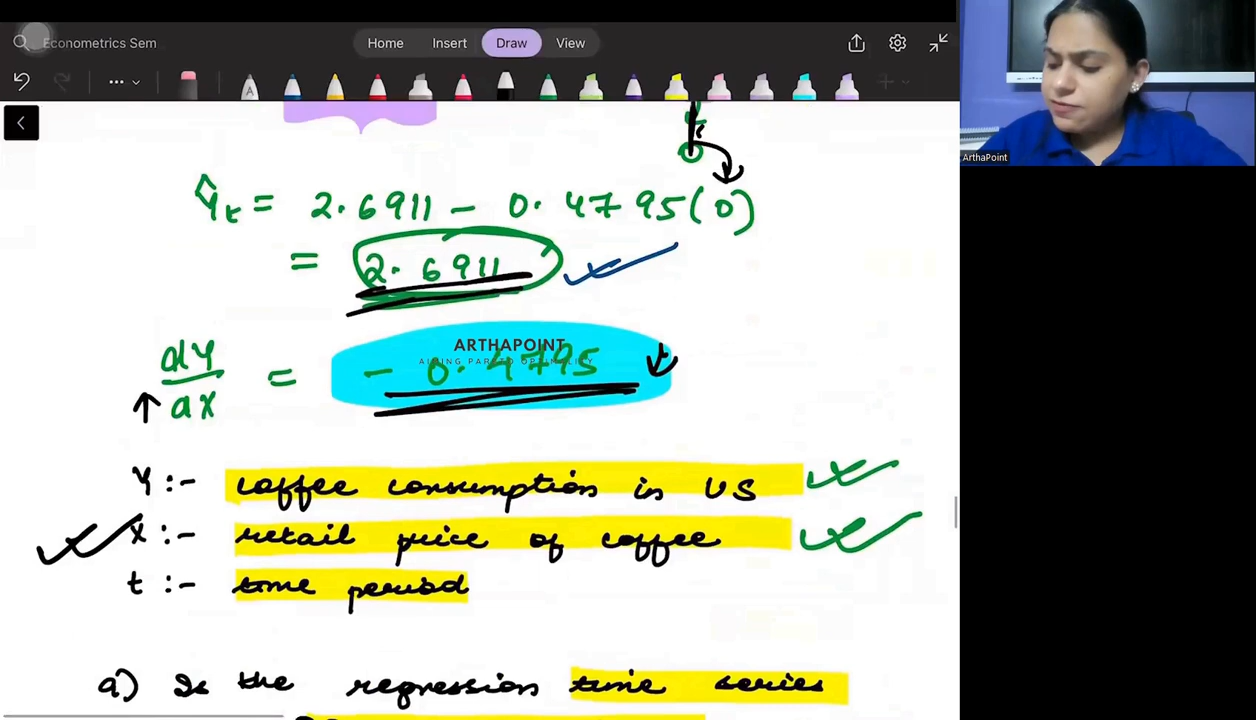 Econometrics Sem
Home Insert Draw View
Ŷt = 2.6911 - 0.4795(0)
= 2.6911
ARTHAPOINT
dY/dX = - 0.4795
Y :- coffee consumption in US
X :- retail price of coffee
t :- time period
a) Is the regression time series
ArthaPoint